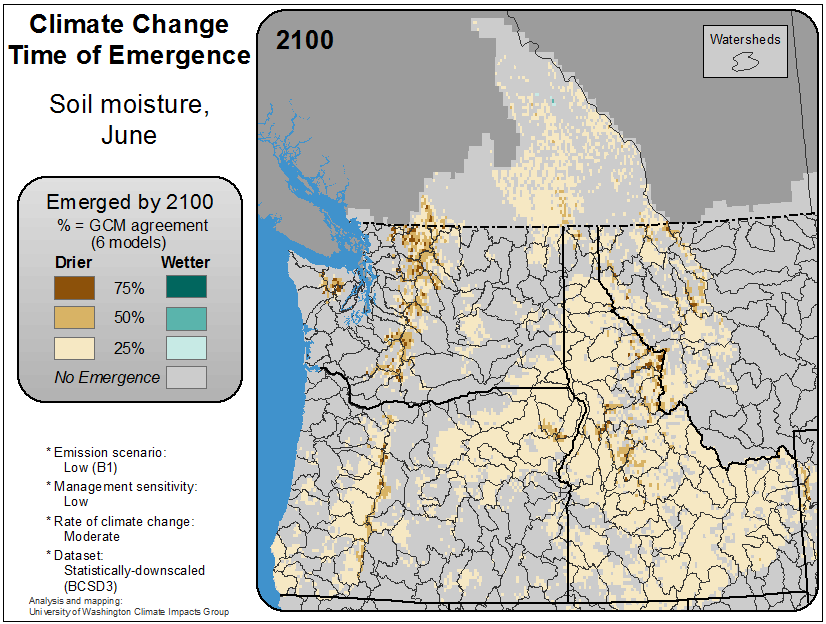 Climate Change
Time of Emergence
Soil moisture,
June
Emerged by 2100
% = GCM agreement
(6 models)
Drier Wetter
75%
50%
25%
No Emergence
* Emission scenario:
Low (B1)
* Management sensitivity:
Low
* Rate of climate change:
Moderate
* Dataset:
Statistically-downscaled
(BCSD3)
Analysis and mapping:
University of Washington Climate Impacts Group
2100
Watersheds